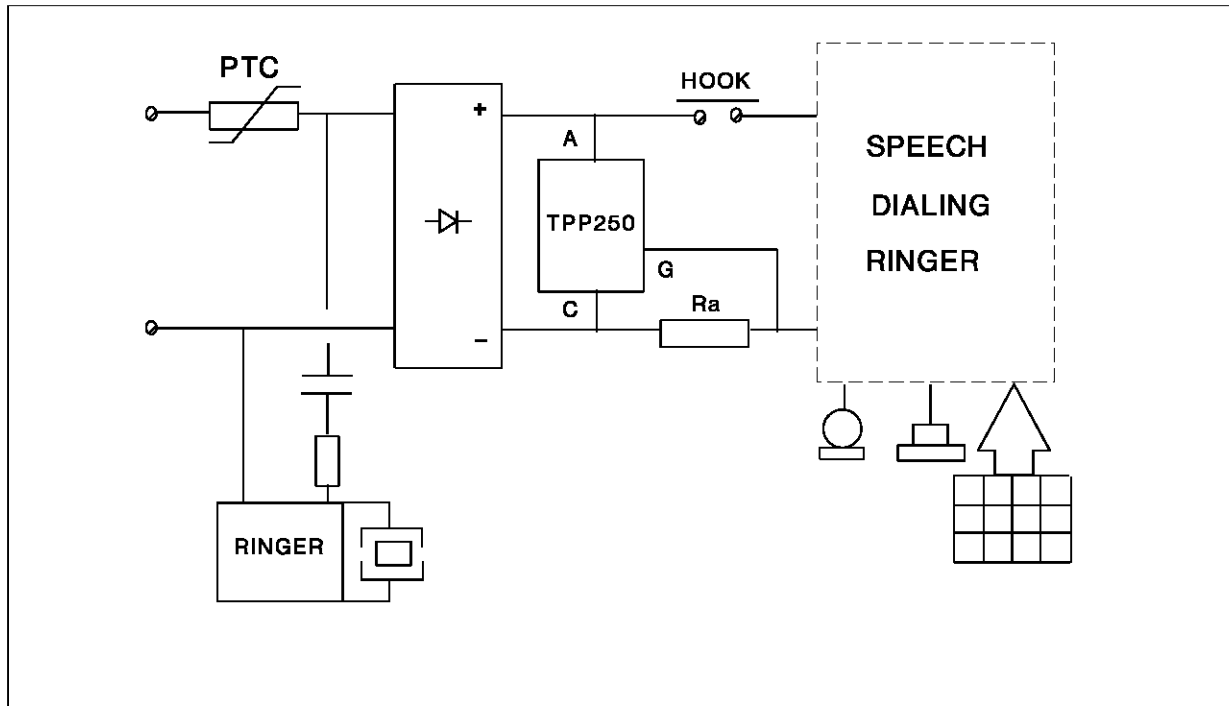 PTC
HOOK
+
A
SPEECH
DIALING
RINGER
TPP250
G
C
Ra
−
RINGER